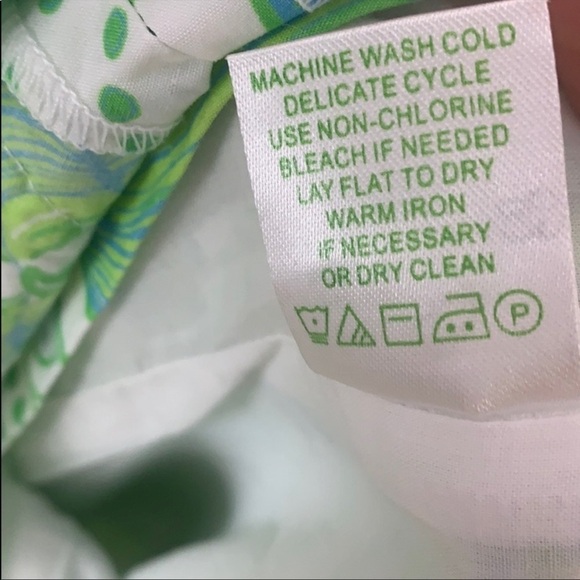 MACHINE WASH COLD
DELICATE CYCLE
USE NON-CHLORINE
BLEACH IF NEEDED
LAY FLAT TO DRY
WARM IRON
IF NECESSARY
OR DRY CLEAN
P